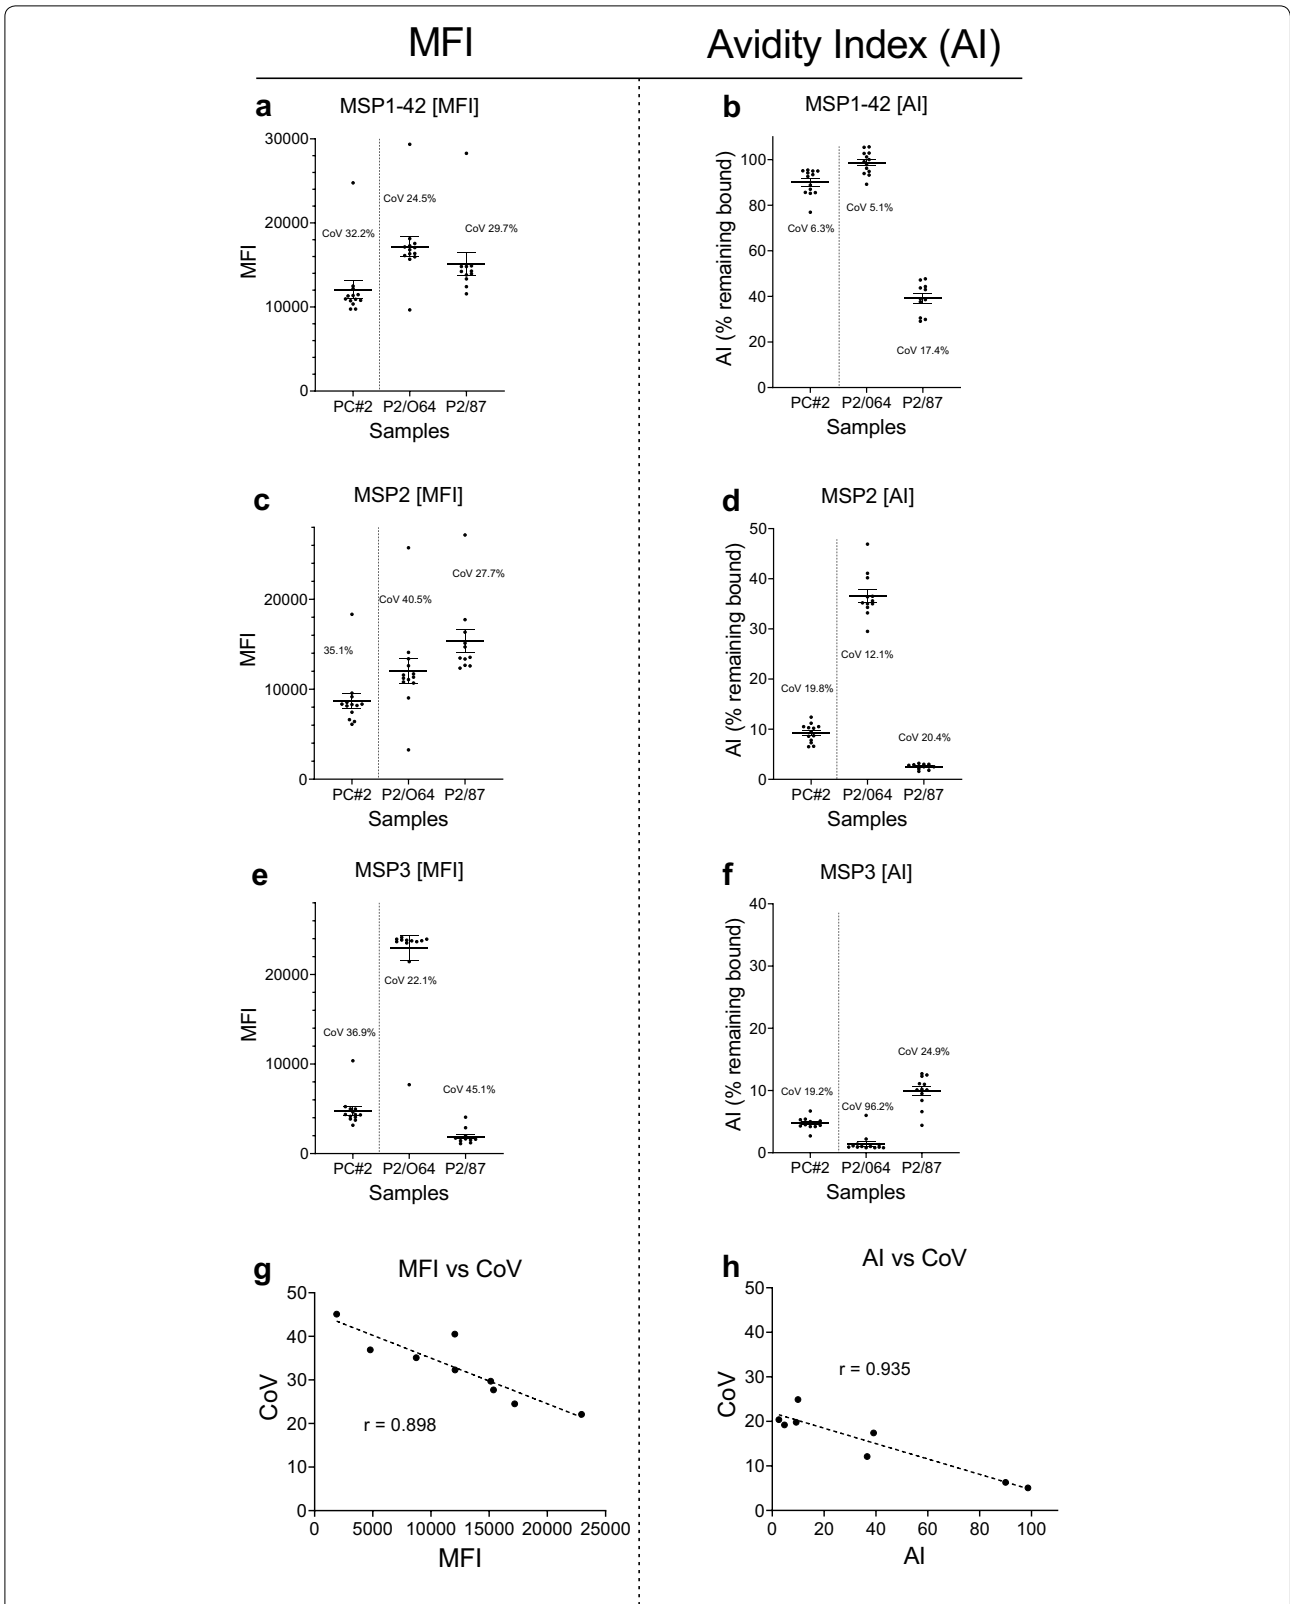 MFI
Avidity Index (AI)
a
MSP1-42 [MFI]
MFI
30000
20000
10000
0
CoV 32.2%
CoV 24.5%
CoV 29.7%
PC#2 P2/O64 P2/87
Samples
b
MSP1-42 [AI]
AI (% remaining bound)
100
80
60
40
20
0
CoV 6.3%
CoV 5.1%
CoV 17.4%
PC#2 P2/064 P2/87
Samples
c
MSP2 [MFI]
MFI
20000
10000
0
35.1%
CoV 40.5%
CoV 27.7%
PC#2 P2/O64 P2/87
Samples
d
MSP2 [AI]
AI (% remaining bound)
50
40
30
20
10
0
CoV 19.8%
CoV 12.1%
CoV 20.4%
PC#2 P2/064 P2/87
Samples
e
MSP3 [MFI]
MFI
20000
10000
0
CoV 36.9%
CoV 22.1%
CoV 45.1%
PC#2 P2/O64 P2/87
Samples
f
MSP3 [AI]
AI (% remaining bound)
40
30
20
10
0
CoV 19.2%
CoV 96.2%
CoV 24.9%
PC#2 P2/064 P2/87
Samples
g
MFI vs CoV
CoV
50
40
30
20
10
0
r = 0.898
0 5000 10000 15000 20000 25000
MFI
h
AI vs CoV
CoV
50
40
30
20
10
0
r = 0.935
0 20 40 60 80 100
AI